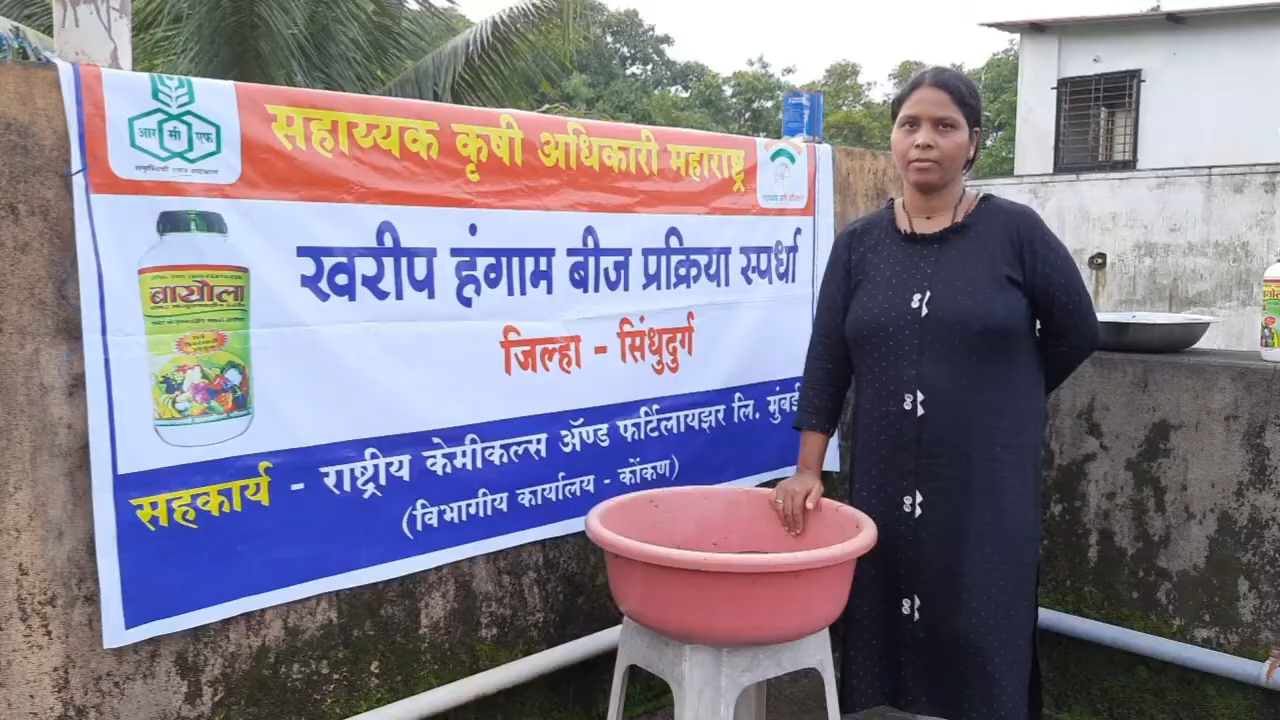 आर सी एफ
सहाय्यक कृषी अधिकारी महाराष्ट्र
खरीप हंगाम बीज प्रक्रिया स्पर्धा
बायोला
जिल्हा - सिंधुदुर्ग
सहकार्य - राष्ट्रीय केमीकल्स ॲण्ड फर्टिलायझर लि. मुंबई
(विभागीय कार्यालय - कोंकण)